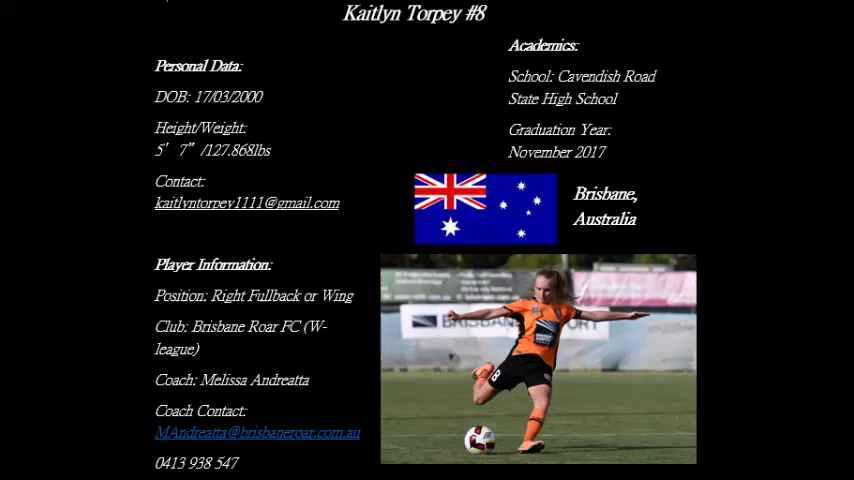 Kaitlyn Torpey #8
Personal Data:
DOB: 17/03/2000
Height/Weight:
5’ 7” /127.868lbs
Contact:
kaitlyntorpey1111@gmail.com
Academics:
School: Cavendish Road
State High School
Graduation Year:
November 2017
Brisbane,
Australia
Player Information:
Position: Right Fullback or Wing
Club: Brisbane Roar FC (W-
league)
Coach: Melissa Andreatta
Coach Contact:
MAndreatta@brisbaneroar.com.au
0413 938 547
8